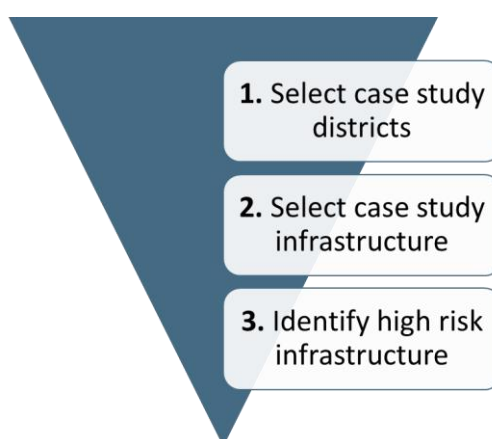 1. Select case study
districts
2. Select case study
infrastructure
3. Identify high risk
infrastructure